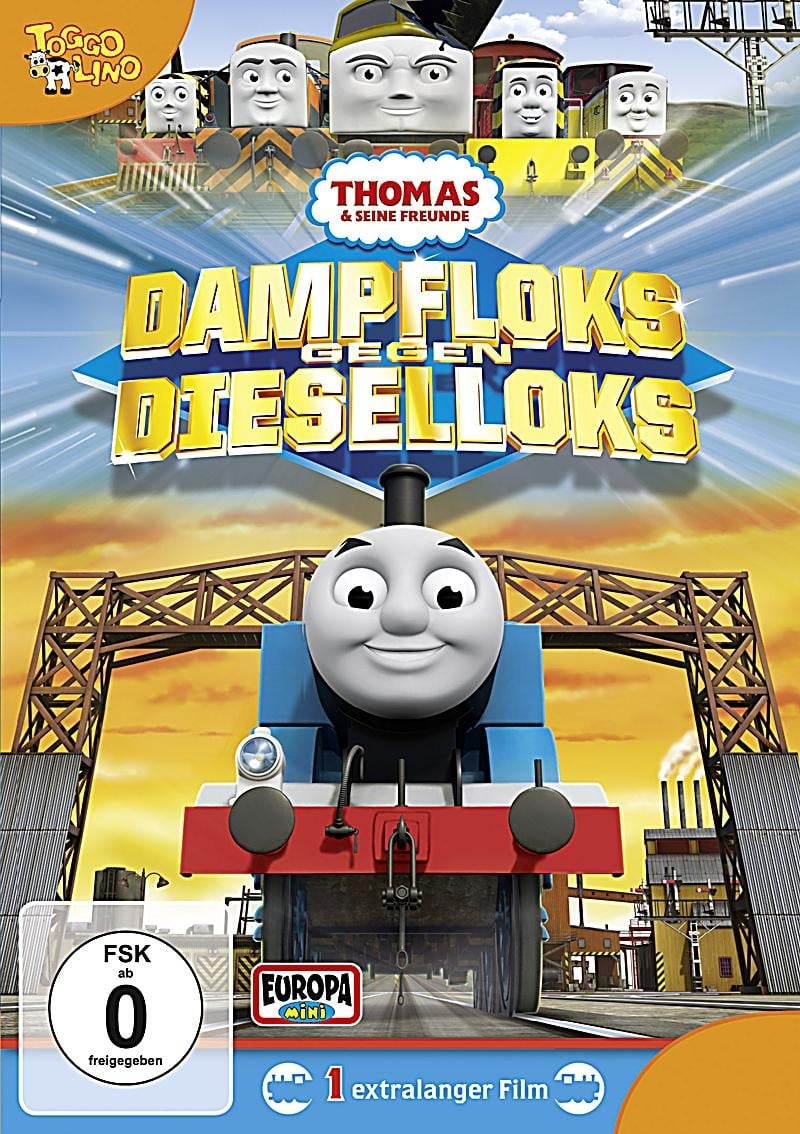 TOGGO
LINO
THOMAS
& SEINE FREUNDE
DAMPFLOKS
GEGEN
DIESELLOKS
FSK
ab
0
freigegeben
EUROPA
MINI
1 extralanger Film